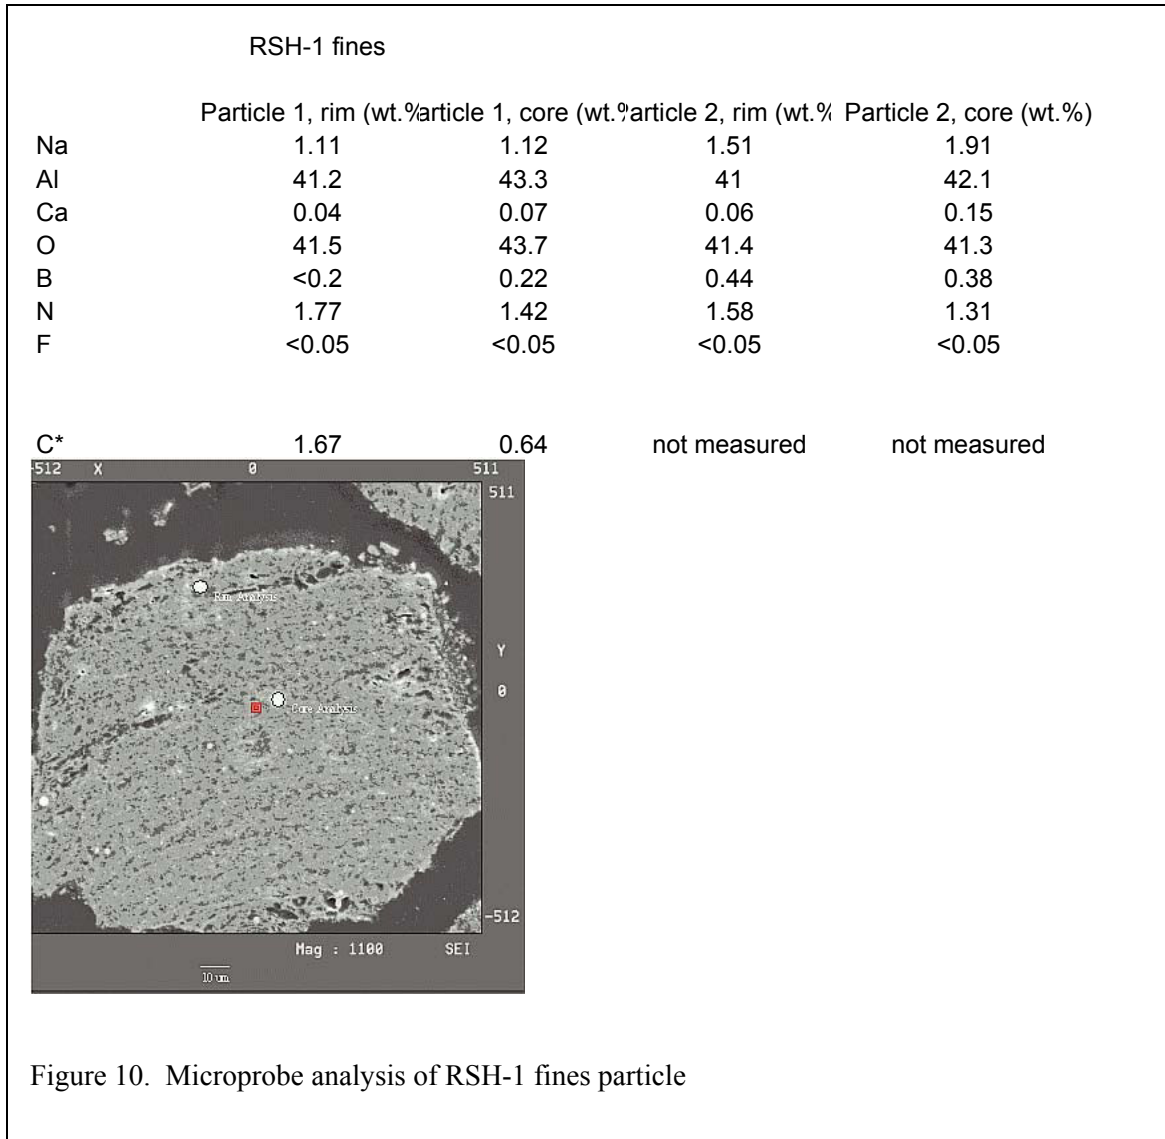 RSH-1 fines
Particle 1, rim (wt.% article 1, core (wt.% article 2, rim (wt.% Particle 2, core (wt.%)
Na 1.11 1.12 1.51 1.91
Al 41.2 43.3 41 42.1
Ca 0.04 0.07 0.06 0.15
O 41.5 43.7 41.4 41.3
B <0.2 0.22 0.44 0.38
N 1.77 1.42 1.58 1.31
F <0.05 <0.05 <0.05 <0.05
C* 1.67 0.64 not measured not measured
-512 X 0 511
511
Rim Analysis
Y
0
Core Analysis
-512
Mag : 1100 SEI
10 um
Figure 10. Microprobe analysis of RSH-1 fines particle